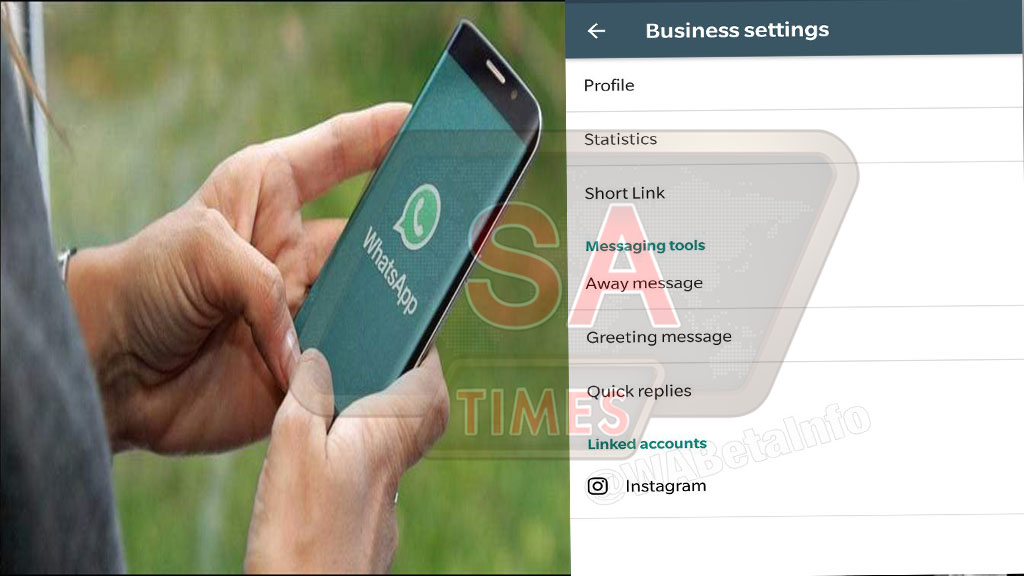 WhatsApp
Business settings
Profile
Statistics
Short Link
Messaging tools
Away message
Greeting message
Quick replies
Linked accounts
Instagram
SA
TIMES
@WABetaInfo